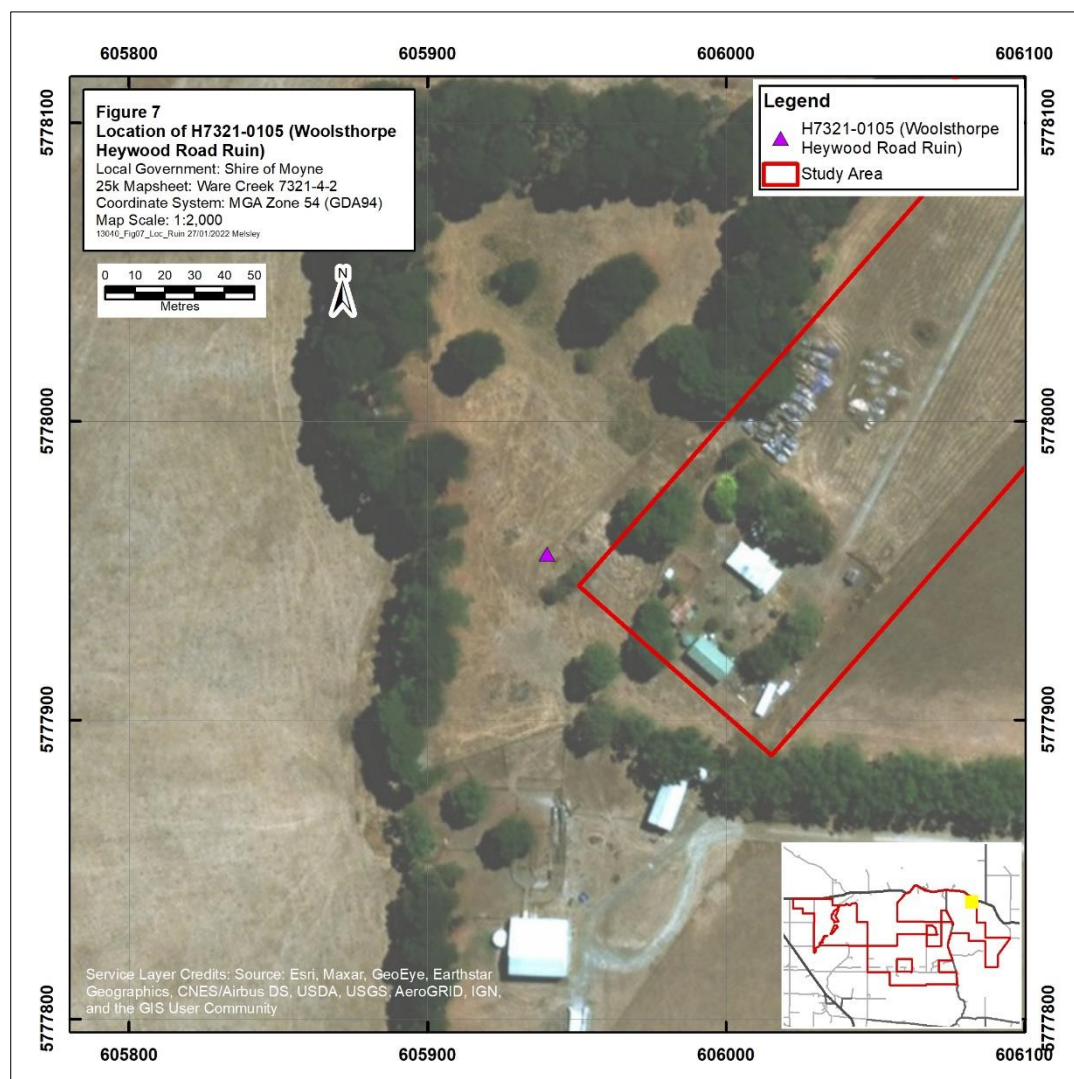 605800 605900 606000 606100
5778100
5778000
5777900
5777800
Figure 7
Location of H7321-0105 (Woolsthorpe
Heywood Road Ruin)
Local Government: Shire of Moyne
25k Mapsheet: Ware Creek 7321-4-2
Coordinate System: MGA Zone 54 (GDA94)
Map Scale: 1:2,000
13040_Fig07_Loc_Ruin 27/01/2022 Melsley
0 10 20 30 40 50
Metres
N
Legend
H7321-0105 (Woolsthorpe
Heywood Road Ruin)
Study Area
5778100
5778000
5777900
5777800
Service Layer Credits: Source: Esri, Maxar, GeoEye, Earthstar
Geographics, CNES/Airbus DS, USDA, USGS, AeroGRID, IGN,
and the GIS User Community
605800 605900 606000 606100